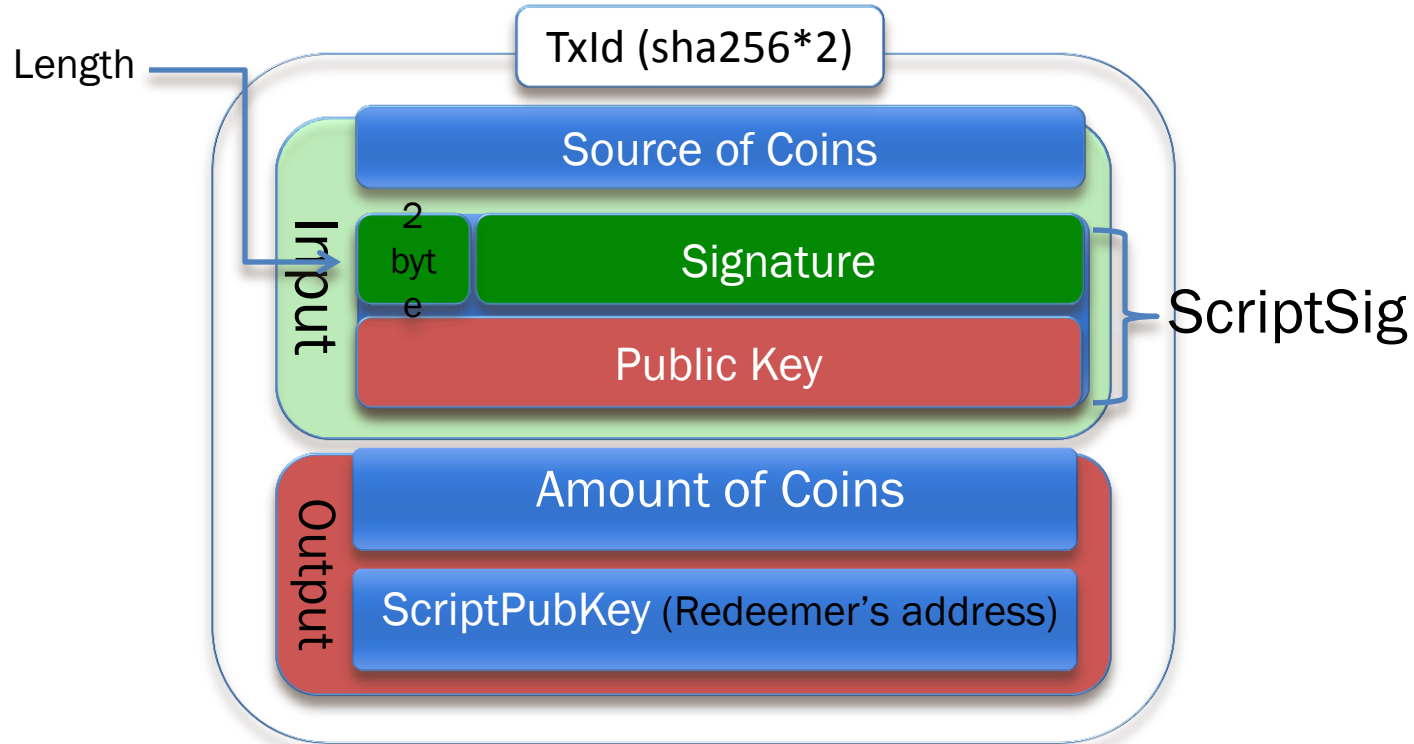 TxId (sha256*2)
Length
Source of Coins
Input
2
byt
e
Signature
ScriptSig
Public Key
Output
Amount of Coins
ScriptPubKey (Redeemer’s address)